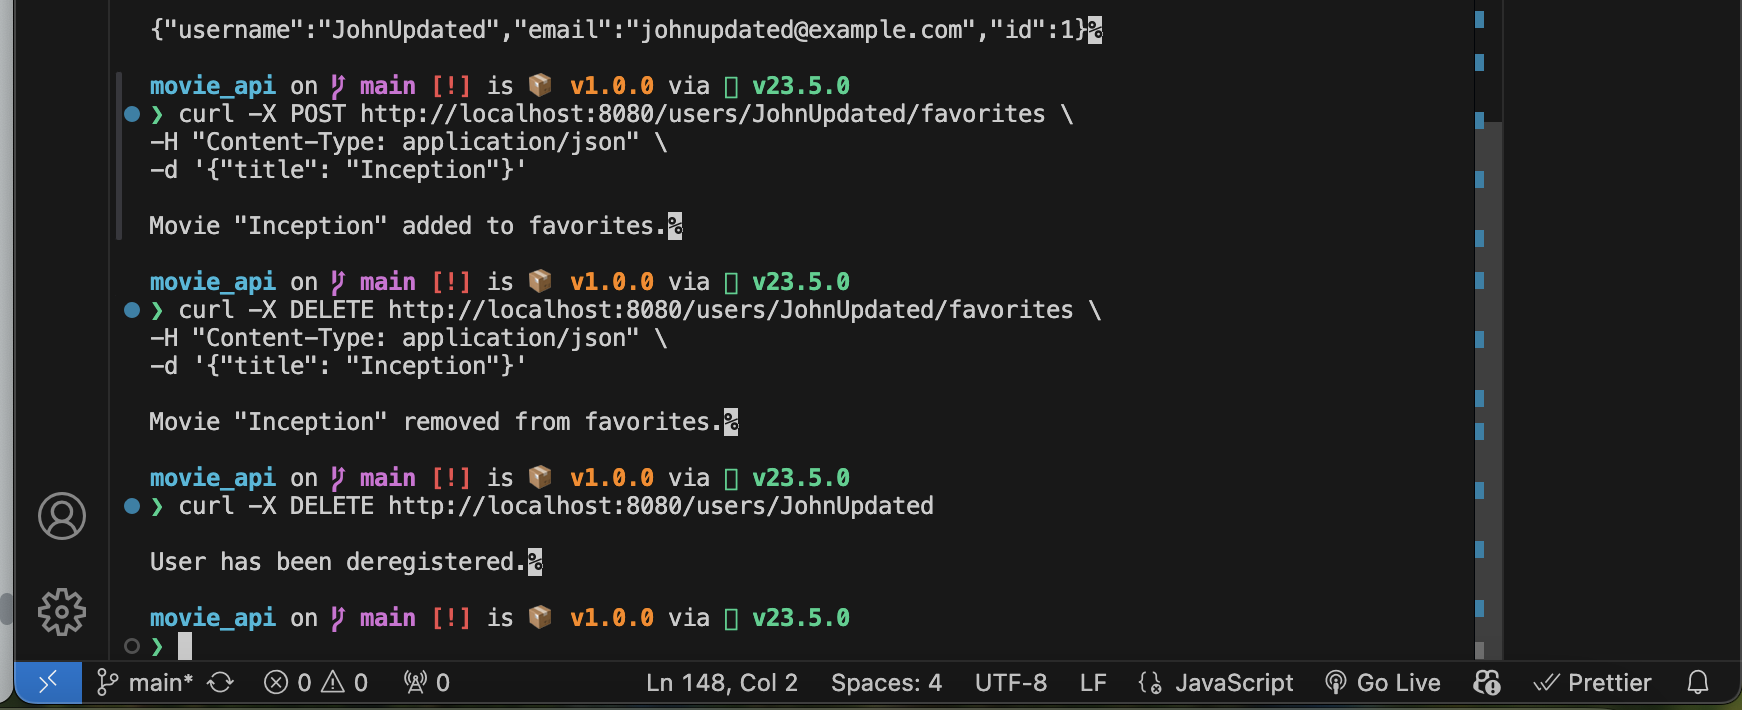 {"username":"JohnUpdated","email":"johnupdated@example.com","id":1}%
movie_api on main [!] is 📦 v1.0.0 via v23.5.0
❯ curl -X POST http://localhost:8080/users/JohnUpdated/favorites \
-H "Content-Type: application/json" \
-d '{"title": "Inception"}'
Movie "Inception" added to favorites.%
movie_api on main [!] is 📦 v1.0.0 via v23.5.0
❯ curl -X DELETE http://localhost:8080/users/JohnUpdated/favorites \
-H "Content-Type: application/json" \
-d '{"title": "Inception"}'
Movie "Inception" removed from favorites.%
movie_api on main [!] is 📦 v1.0.0 via v23.5.0
❯ curl -X DELETE http://localhost:8080/users/JohnUpdated
User has been deregistered.%
movie_api on main [!] is 📦 v1.0.0 via v23.5.0
❯
main* 0 0 0 Ln 148, Col 2 Spaces: 4 UTF-8 LF JavaScript Go Live Prettier